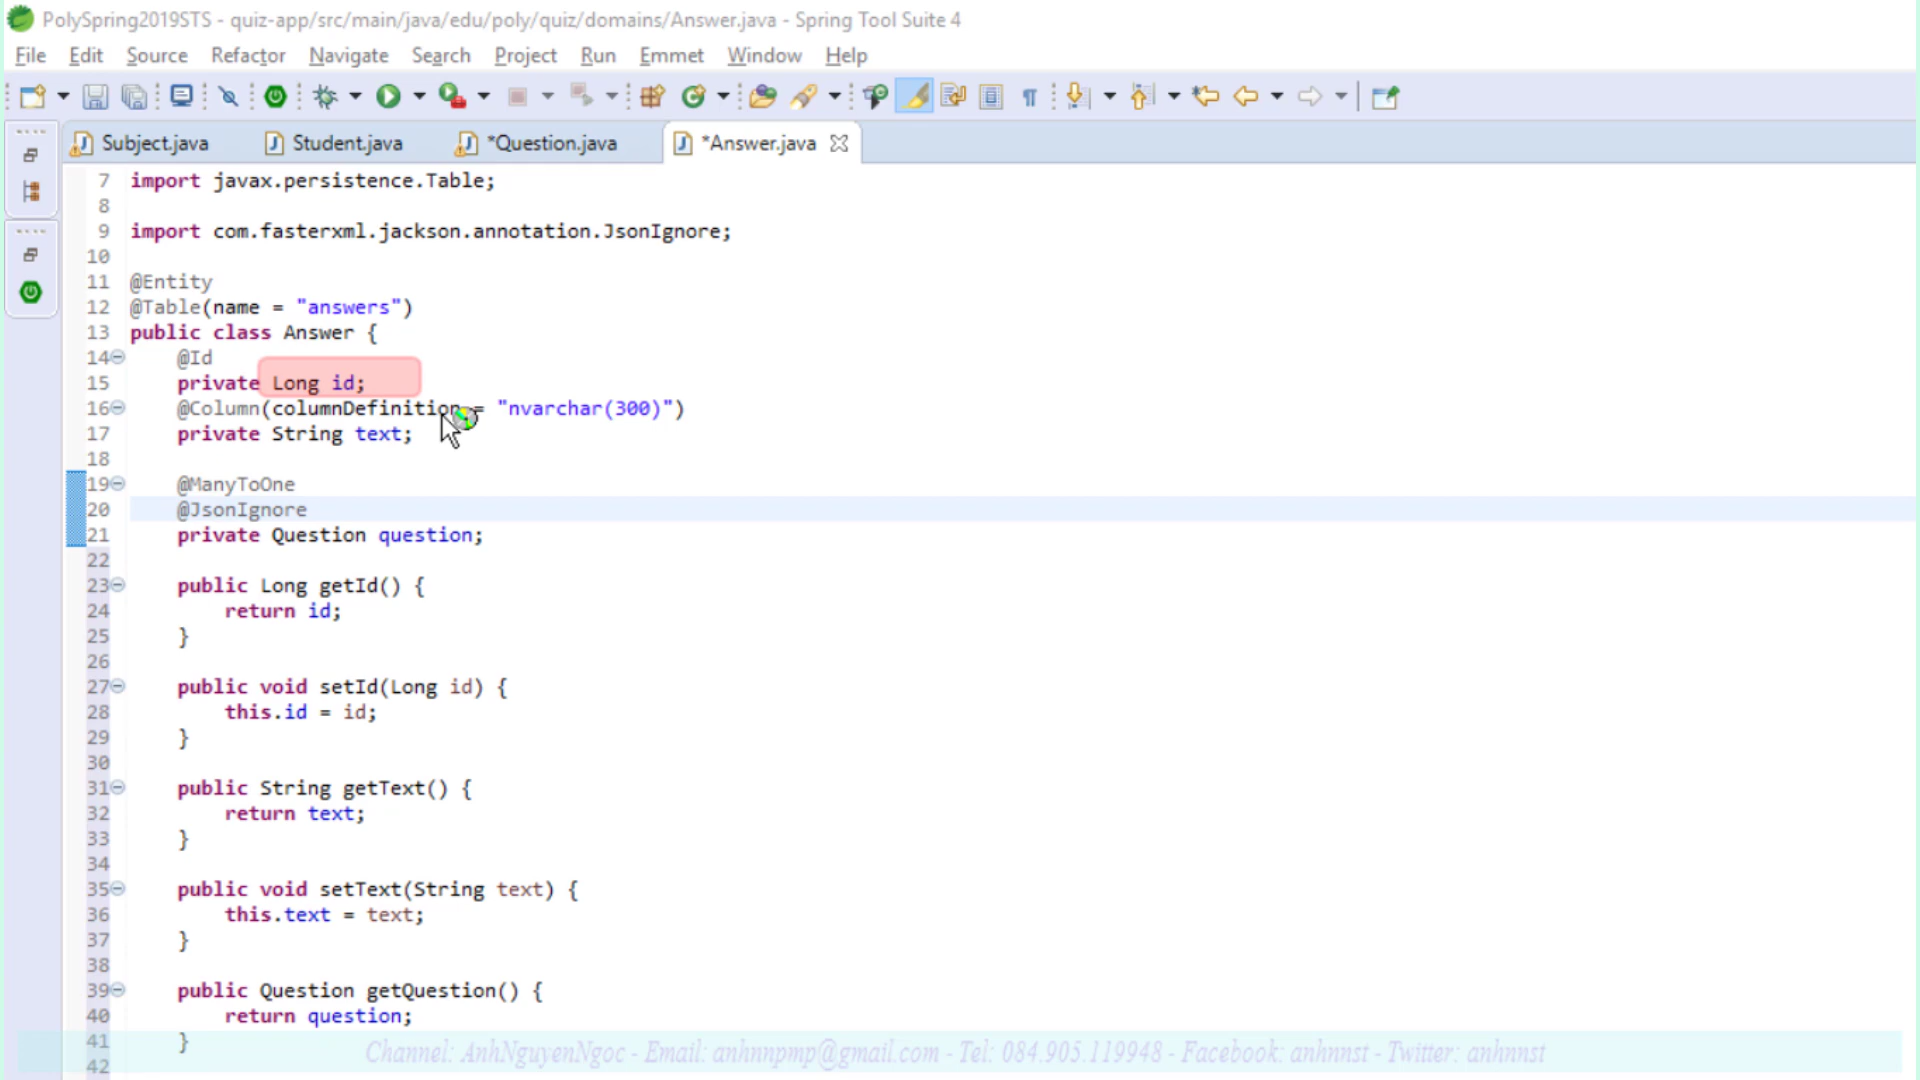 PolySpring2019STS - quiz-app/src/main/java/edu/poly/quiz/domains/Answer.java - Spring Tool Suite 4
File Edit Source Refactor Navigate Search Project Run Emmet Window Help
Subject.java Student.java *Question.java *Answer.java
7 import javax.persistence.Table;
8
9 import com.fasterxml.jackson.annotation.JsonIgnore;
10
11 @Entity
12 @Table(name = "answers")
13 public class Answer {
14 @Id
15 private Long id;
16 @Column(columnDefinition = "nvarchar(300)")
17 private String text;
18
19 @ManyToOne
20 @JsonIgnore
21 private Question question;
22
23 public Long getId() {
24 return id;
25 }
26
27 public void setId(Long id) {
28 this.id = id;
29 }
30
31 public String getText() {
32 return text;
33 }
34
35 public void setText(String text) {
36 this.text = text;
37 }
38
39 public Question getQuestion() {
40 return question;
41 }
42
Channel: AnhNguyenNgoc - Email: anhnnpmp@gmail.com - Tel: 084.905.119948 - Facebook: anhnnst - Twitter: anhnnst